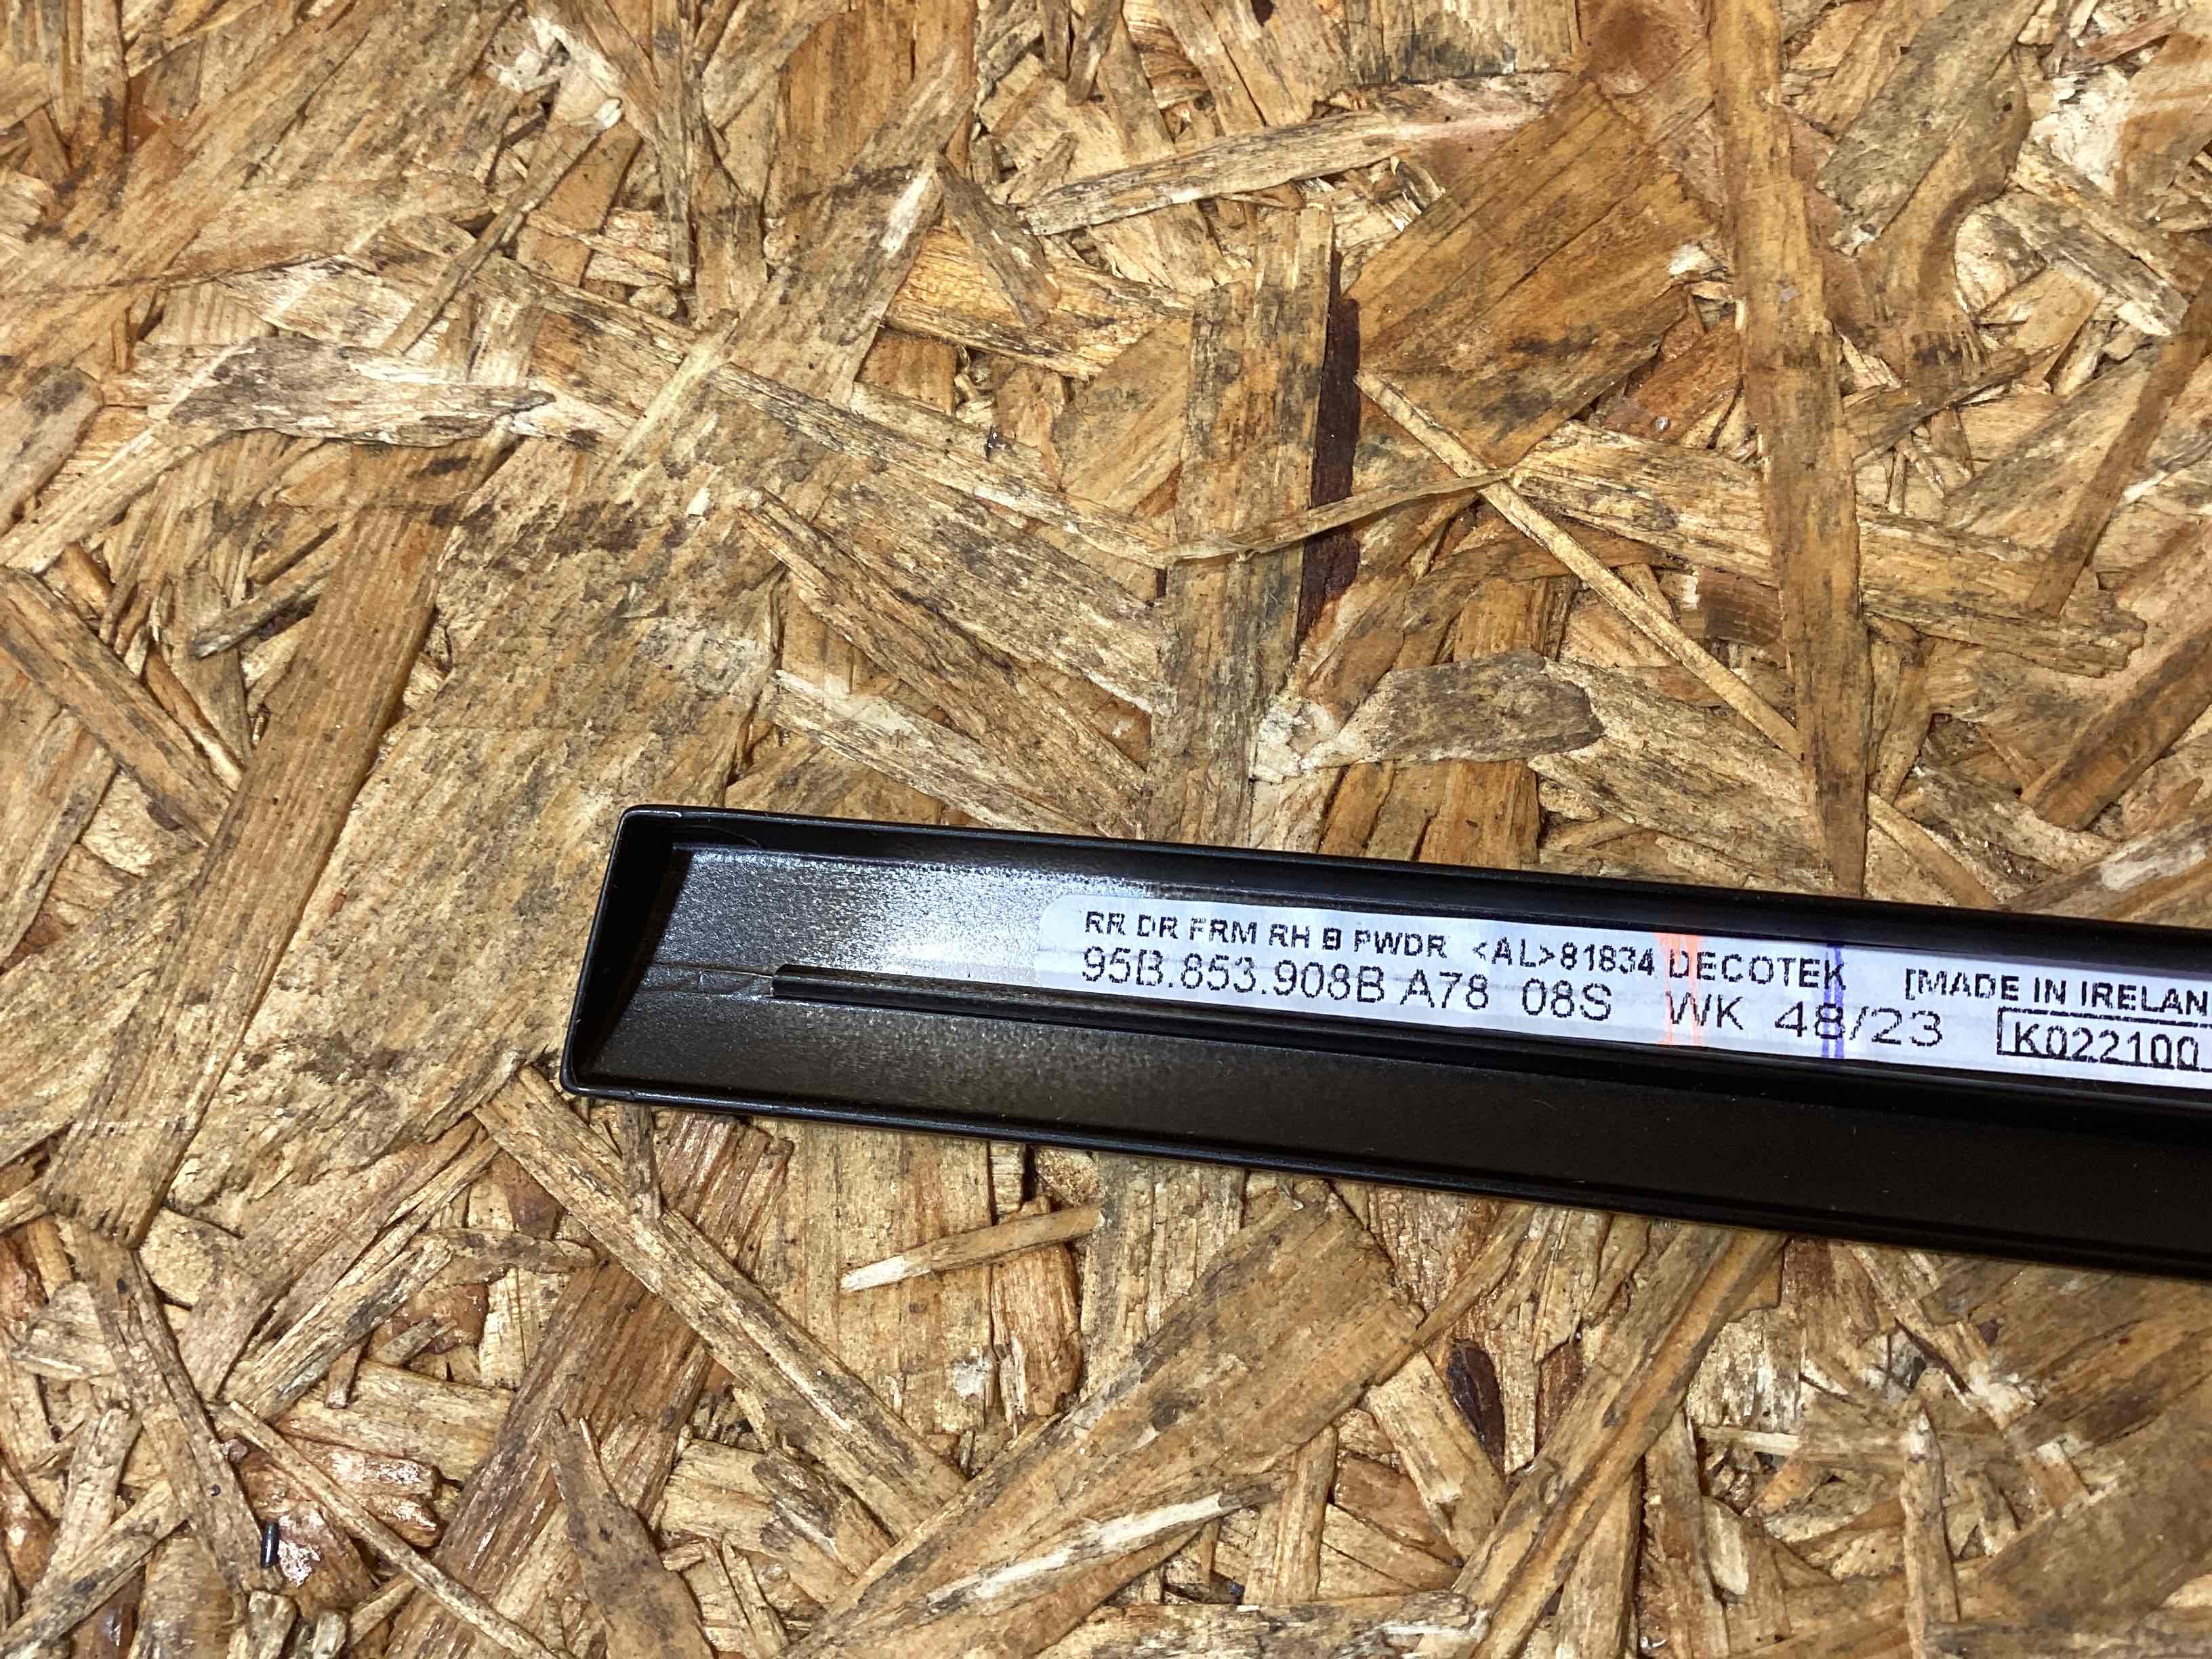 RR DR FRM RH B PWDR <AL>81834 DECOTEK [MADE IN IRELAN
95B.853.908B A78 08S WK 48/23 K022100